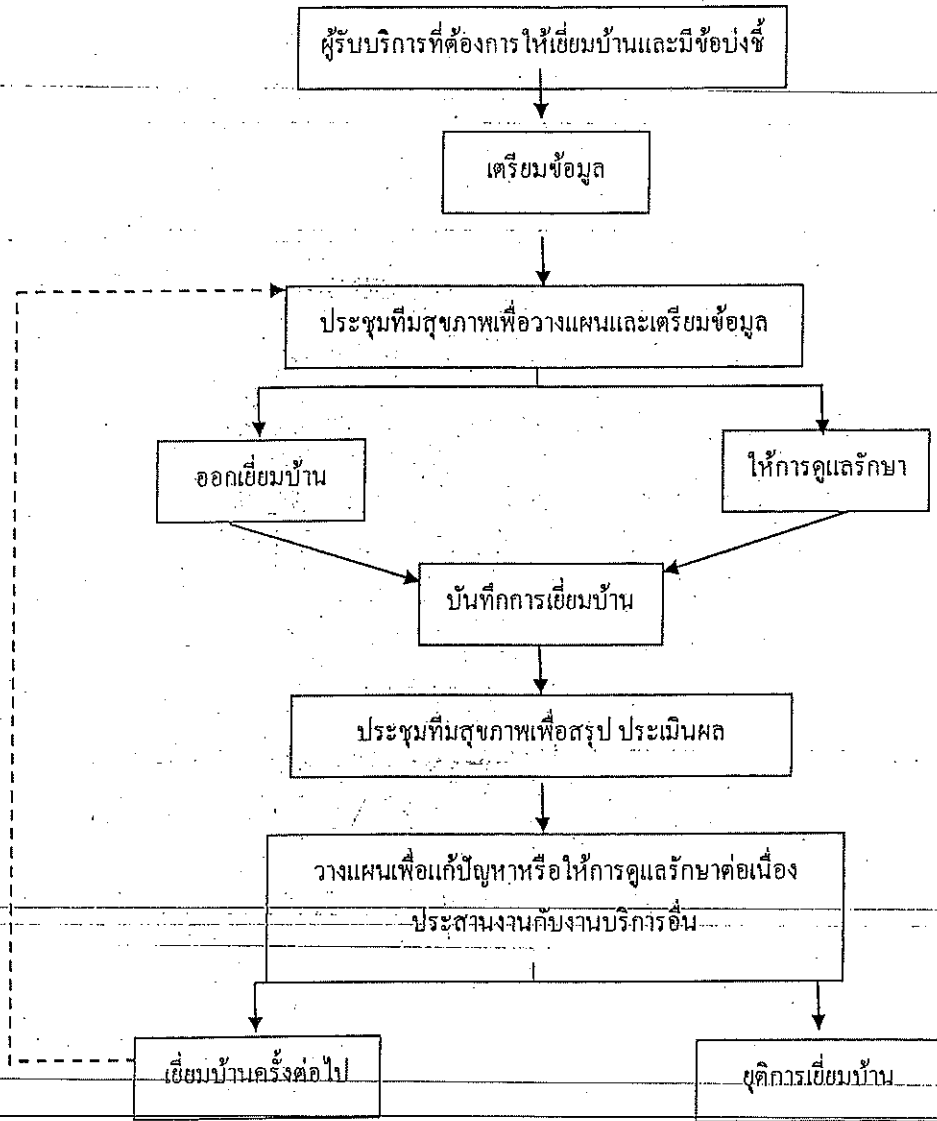 ผู้รับบริการที่ต้องการให้เยี่ยมบ้านและมีข้อบ่งชี้
เตรียมข้อมูล
ประชุมทีมสุขภาพเพื่อวางแผนและเตรียมข้อมูล
ออกเยี่ยมบ้าน
ให้การดูแลรักษา
บันทึกการเยี่ยมบ้าน
ประชุมทีมสุขภาพเพื่อสรุป ประเมินผล
วางแผนเพื่อแก้ปัญหาหรือให้การดูแลรักษาต่อเนื่อง
ประสานงานกับงานบริการอื่น
เยี่ยมบ้านครั้งต่อไป
ยุติการเยี่ยมบ้าน